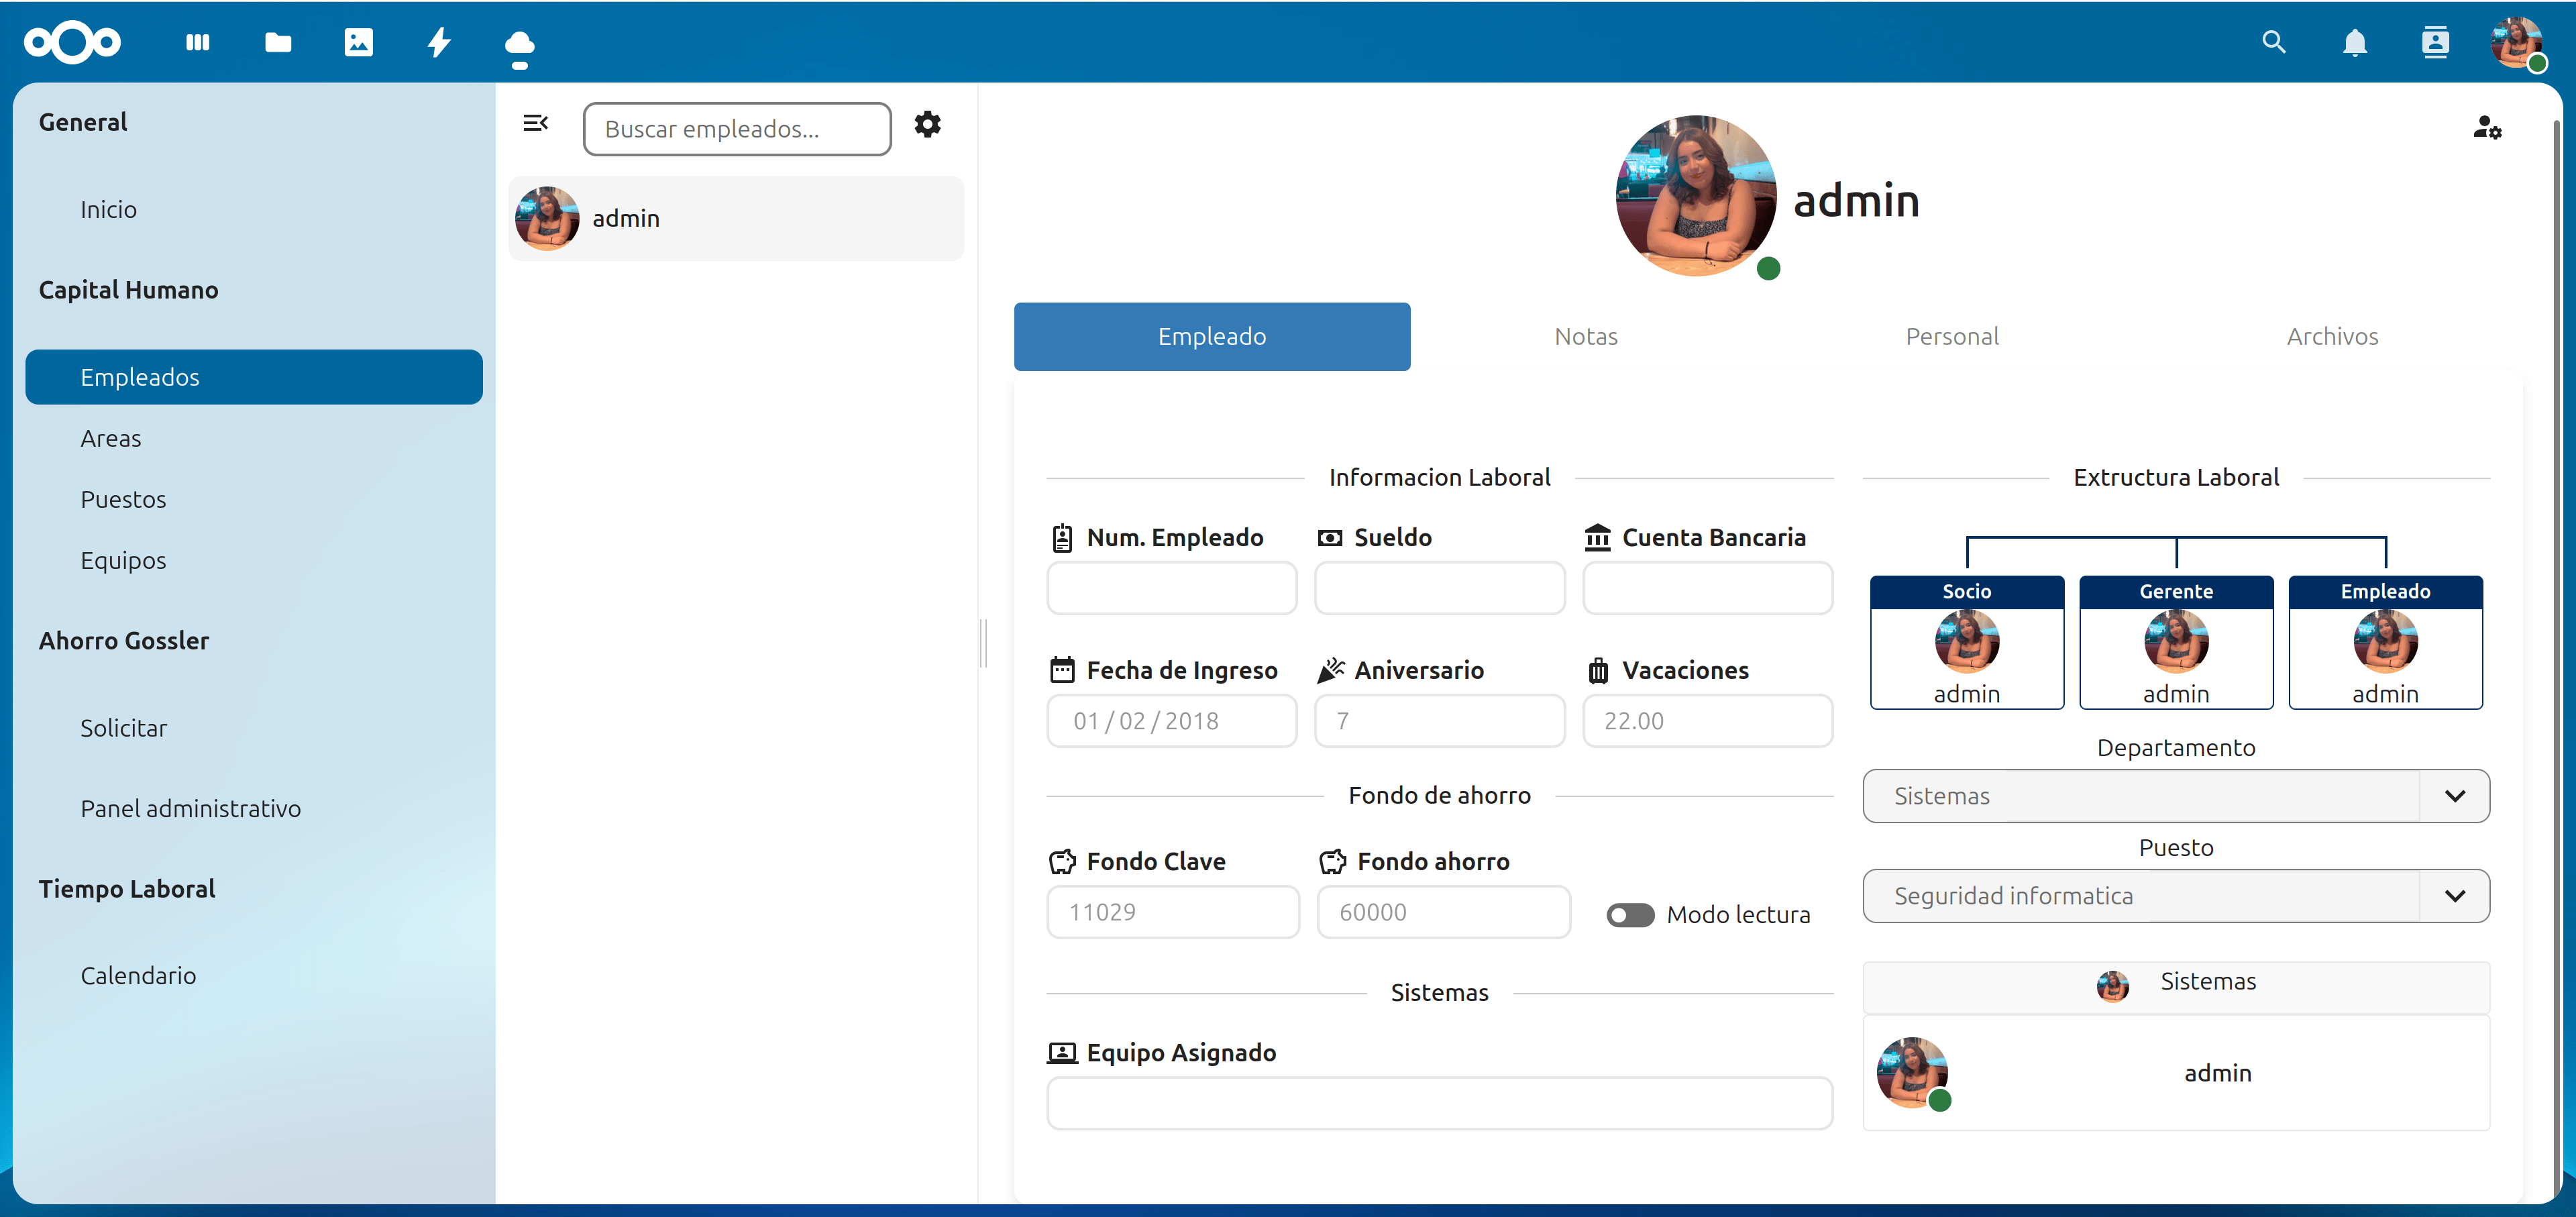 General
Inicio
Capital Humano
Empleados
Areas
Puestos
Equipos
Ahorro Gossler
Solicitar
Panel administrativo
Tiempo Laboral
Calendario
Buscar empleados...
admin
admin
Empleado
Notas
Personal
Archivos
Informacion Laboral
Num. Empleado
Sueldo
Cuenta Bancaria
Fecha de Ingreso
Aniversario
Vacaciones
01 / 02 / 2018
7
22.00
Fondo de ahorro
Fondo Clave
Fondo ahorro
11029
60000
Modo lectura
Sistemas
Equipo Asignado
Extructura Laboral
Socio
Gerente
Empleado
admin
admin
admin
Departamento
Sistemas
Puesto
Seguridad informatica
Sistemas
admin